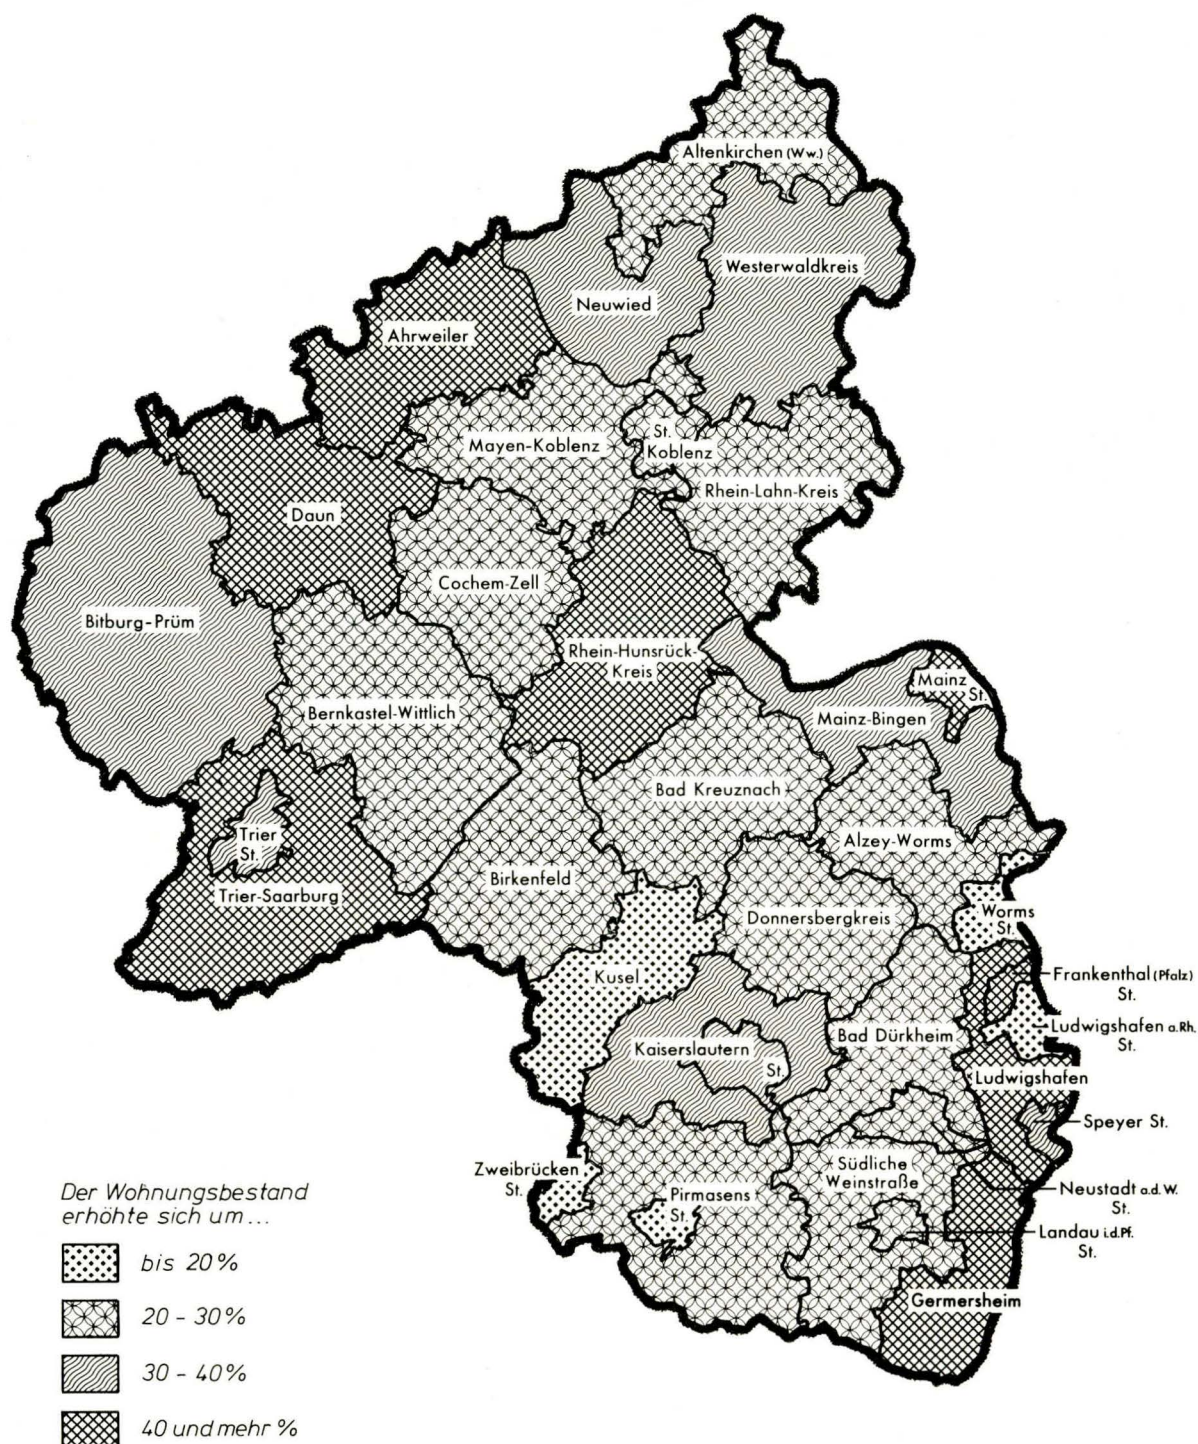 Altenkirchen (Ww.)
Westerwaldkreis
Neuwied
Ahrweiler
St.
Koblenz
Mayen-Koblenz
Rhein-Lahn-Kreis
Daun
Cochem-Zell
Bitburg-Prüm
Rhein-Hunsrück-
Kreis
Mainz
St.
Bernkastel-Wittlich
Mainz-Bingen
Bad Kreuznach
Trier
St.
Alzey-Worms
Birkenfeld
Trier-Saarburg
Donnersbergkreis
Worms
St.
Kusel
Frankenthal (Pfalz)
St.
Ludwigshafen a.Rh.
St.
Bad Dürkheim
Kaiserslautern
St.
Ludwigshafen
Speyer St.
Zweibrücken
St.
Südliche
Weinstraße
Pirmasens
St.
Neustadt a.d.W.
St.
Landau i.d.Pf.
St.
Germersheim
Der Wohnungsbestand
erhöhte sich um...
bis 20%
20 - 30%
30 - 40%
40 und mehr %